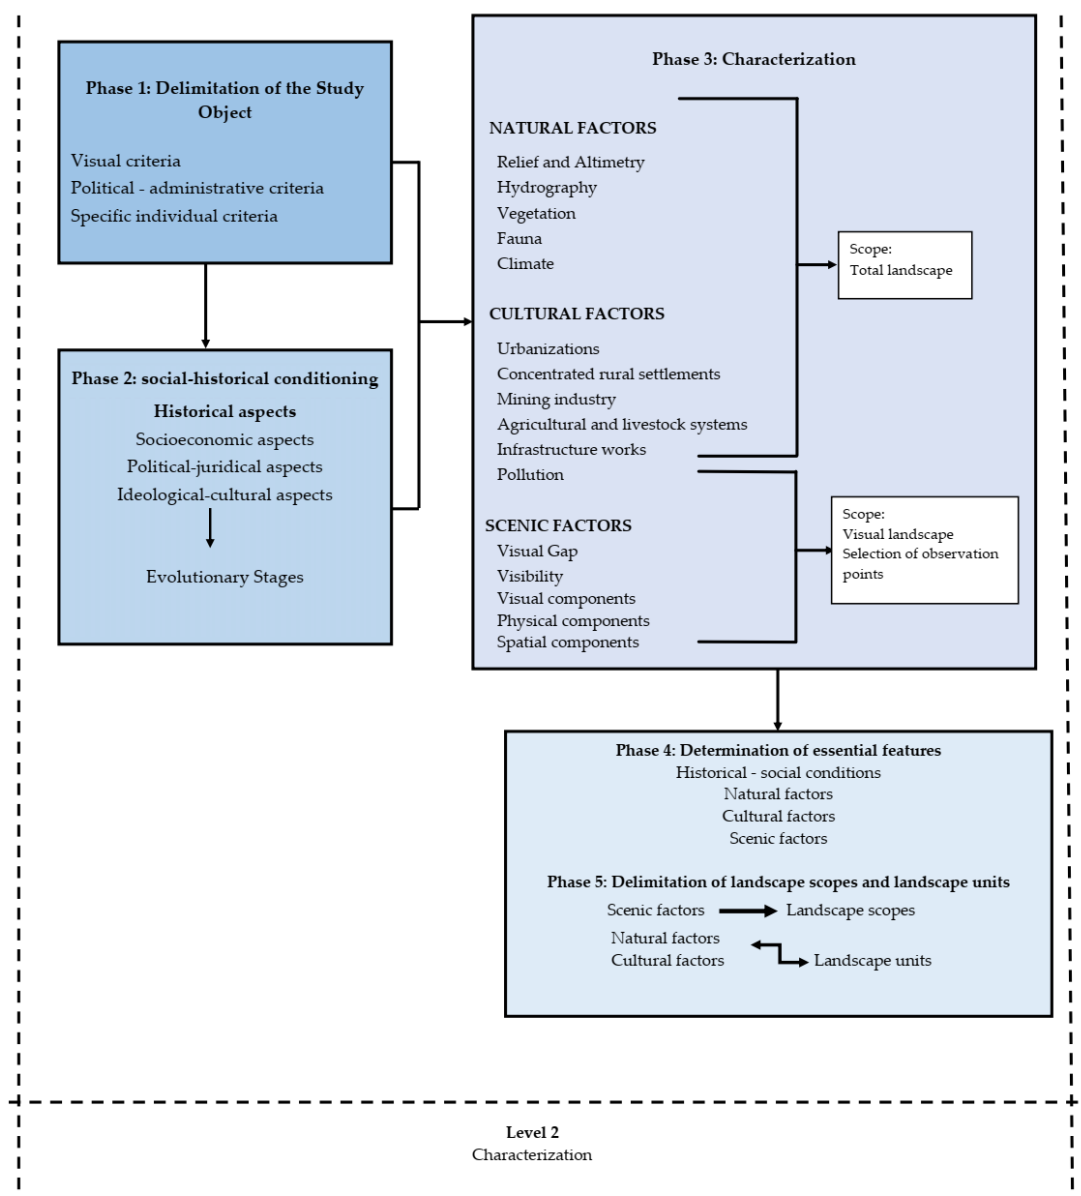 Phase 1: Delimitation of the Study
Object
Visual criteria
Political - administrative criteria
Specific individual criteria
Phase 2: social-historical conditioning
Historical aspects
Socioeconomic aspects
Political-juridical aspects
Ideological-cultural aspects
Evolutionary Stages
Phase 3: Characterization
NATURAL FACTORS
Relief and Altimetry
Hydrography
Vegetation
Fauna
Climate
Scope:
Total landscape
CULTURAL FACTORS
Urbanizations
Concentrated rural settlements
Mining industry
Agricultural and livestock systems
Infrastructure works
Pollution
SCENIC FACTORS
Visual Gap
Visibility
Visual components
Physical components
Spatial components
Scope:
Visual landscape
Selection of observation
points
Phase 4: Determination of essential features
Historical - social conditions
Natural factors
Cultural factors
Scenic factors
Phase 5: Delimitation of landscape scopes and landscape units
Scenic factors Landscape scopes
Natural factors
Cultural factors Landscape units
Level 2
Characterization